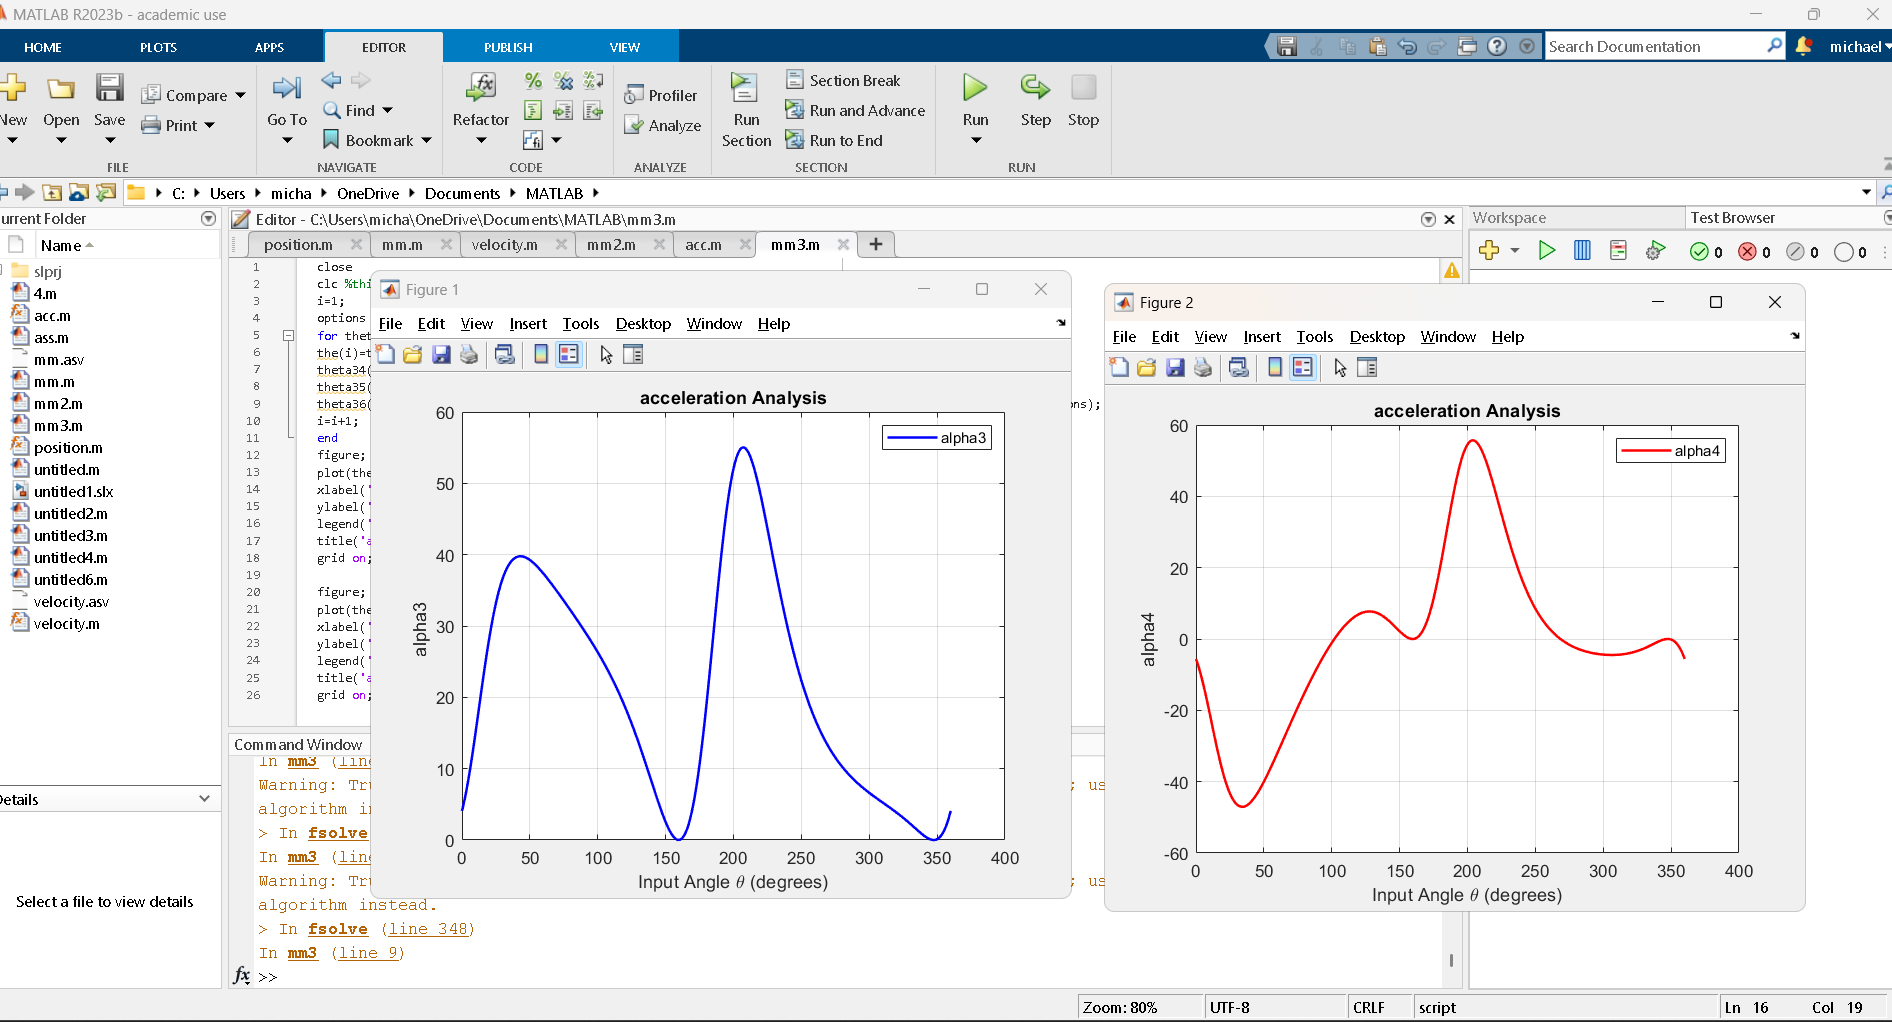 MATLAB R2023b - academic use
HOME PLOTS APPS EDITOR PUBLISH VIEW
Search Documentation
michael
New Open Save Compare Print
Go To Find Bookmark
Refactor
Profiler Analyze
Run Section
Section Break
Run and Advance
Run to End
Run Step Stop
FILE NAVIGATE CODE ANALYZE SECTION RUN
C: Users micha OneDrive Documents MATLAB
urrent Folder
Name
slprj
4.m
acc.m
ass.m
mm.asv
mm.m
mm2.m
mm3.m
position.m
untitled.m
untitled1.slx
untitled2.m
untitled3.m
untitled4.m
untitled6.m
velocity.asv
velocity.m
etails
Select a file to view details
Editor - C:\Users\micha\OneDrive\Documents\MATLAB\mm3.m
position.m mm.m velocity.m mm2.m acc.m mm3.m
1 close
2 clc %thi
3 i=1;
4 options
5 for thet
6 the(i)=t
7 theta34(
8 theta35(
9 theta36( ons);
10 i=i+1;
11 end
12 figure;
13 plot(the
14 xlabel('
15 ylabel('
16 legend('
17 title('a
18 grid on;
19
20 figure;
21 plot(the
22 xlabel('
23 ylabel('
24 legend('
25 title('a
26 grid on;
Command Window
In mm3 (line
Warning: Tru ; us
algorithm in
> In fsolve
In mm3 (line
Warning: Tru ; us
algorithm instead.
> In fsolve (line 348)
In mm3 (line 9)
fx >>
Figure 1
File Edit View Insert Tools Desktop Window Help
acceleration Analysis
alpha3
60
50
40
30
20
10
0
alpha3
0 50 100 150 200 250 300 350 400
Input Angle θ (degrees)
Figure 2
File Edit View Insert Tools Desktop Window Help
acceleration Analysis
alpha4
60
40
20
0
-20
-40
-60
alpha4
0 50 100 150 200 250 300 350 400
Input Angle θ (degrees)
Workspace Test Browser
0 0 0 0
Zoom: 80% UTF-8 CRLF script Ln 16 Col 19